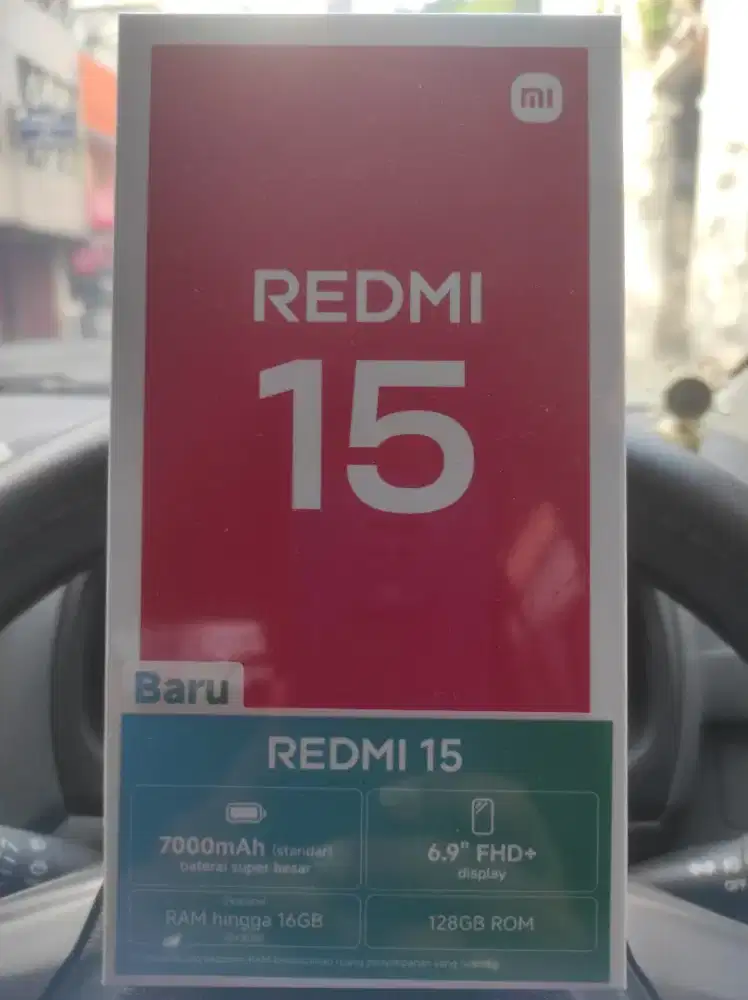 mi
REDMI
15
Baru
REDMI 15
7000mAh (standar)
baterai super besar
6.9" FHD+
display
RAM hingga 16GB
128GB ROM